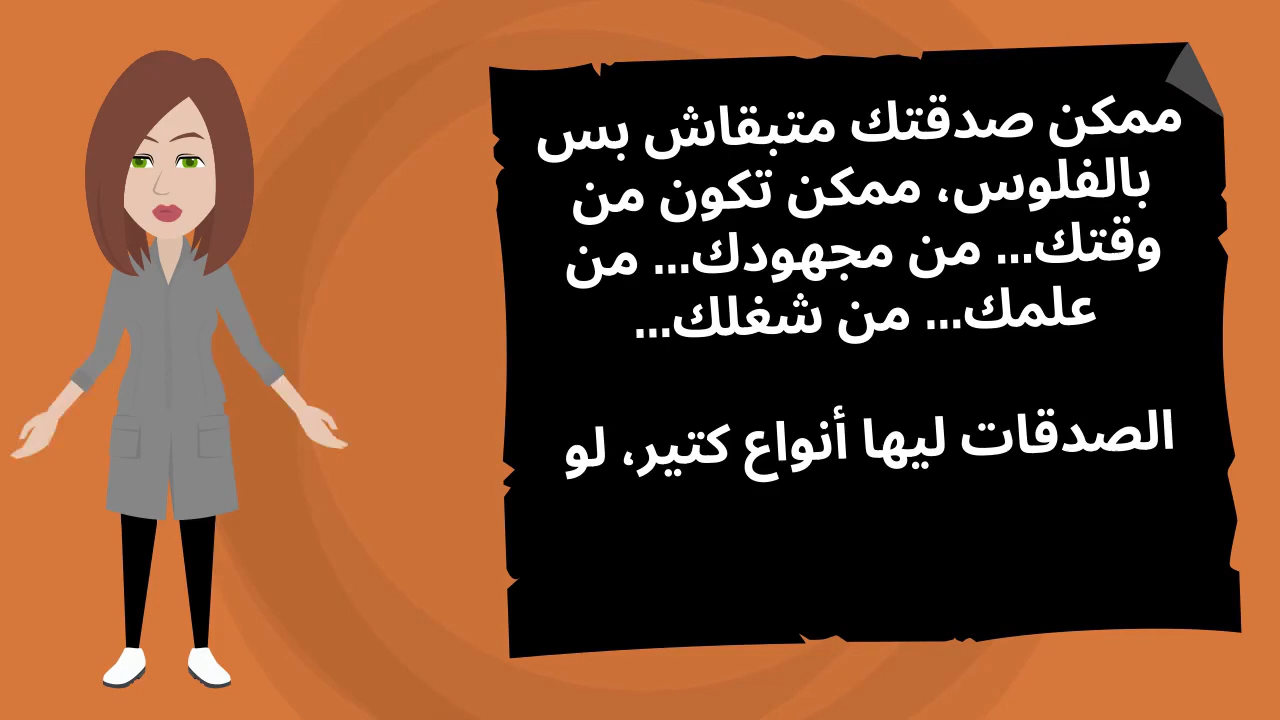 ممكن صدقتك متبقاش بس
بالفلوس، ممكن تكون من
وقتك... من مجهودك... من
علمك... من شغلك...
الصدقات ليها أنواع كتير، لو